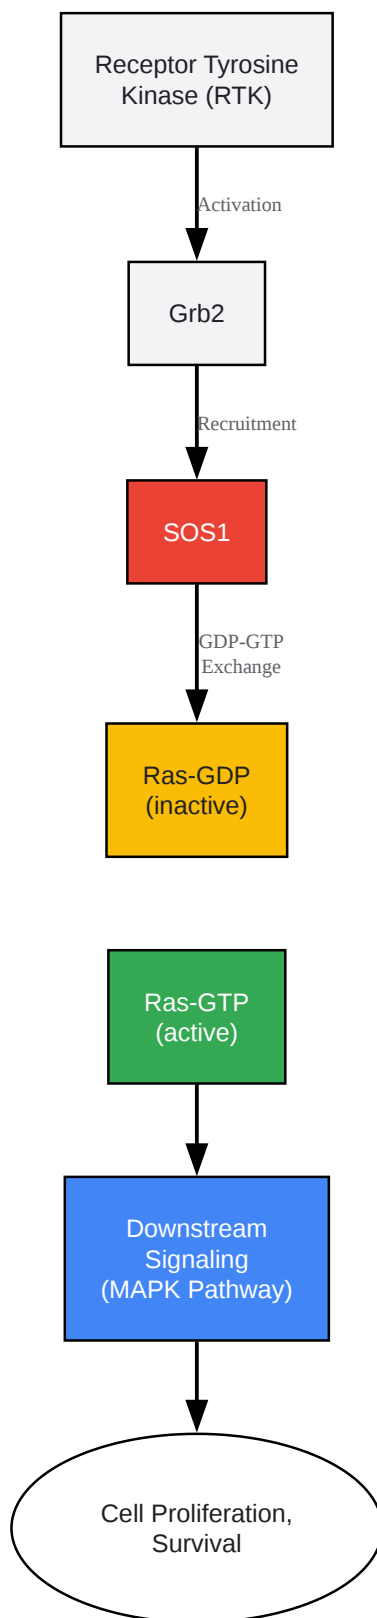 Receptor Tyrosine
Kinase (RTK)
Activation
Grb2
Recruitment
SOS1
GDP-GTP
Exchange
Ras-GDP
(inactive)
Ras-GTP
(active)
Downstream
Signaling
(MAPK Pathway)
Cell Proliferation,
Survival